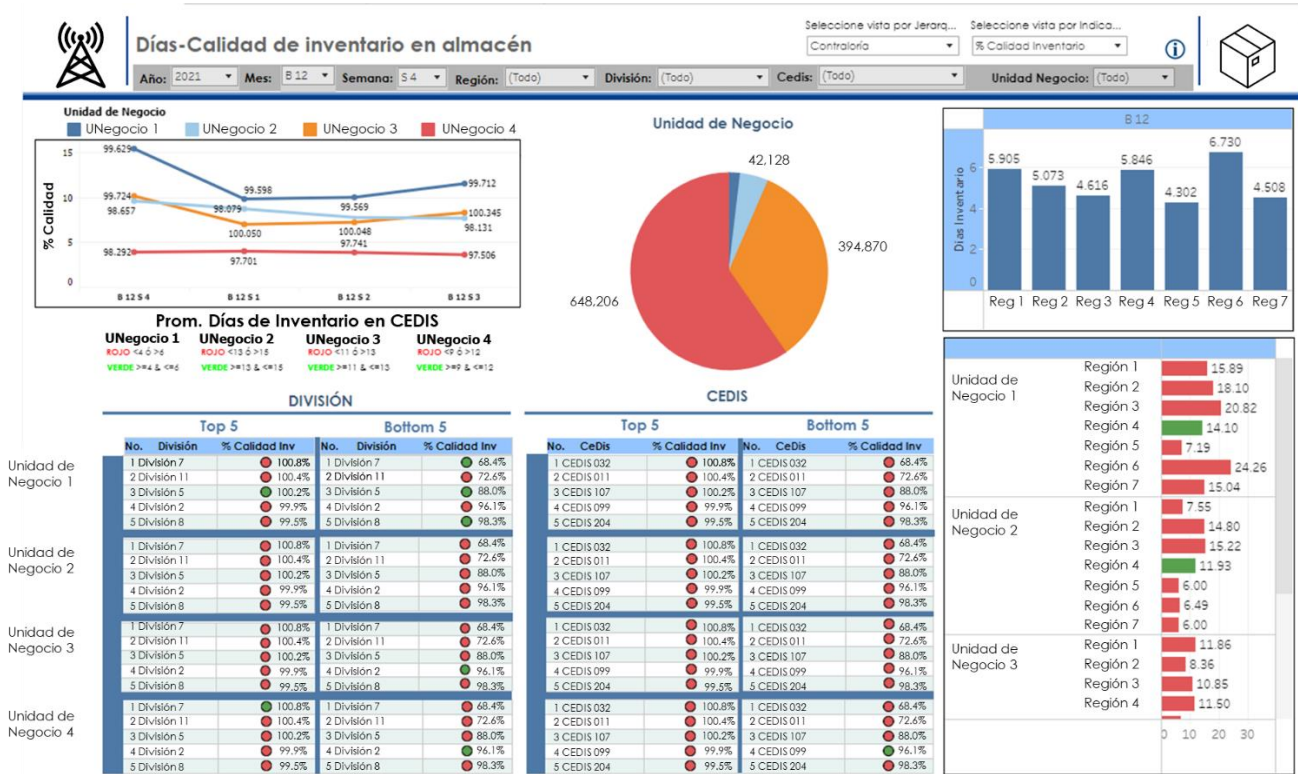 Seleccione vista por Jerarq... Seleccione vista por Indica...
Días-Calidad de inventario en almacén
Contraloría % Calidad Inventario
Año: 2021 Mes: B 12 Semana: S 4 Región: (Todo) División: (Todo) Cedis: (Todo) Unidad Negocio: (Todo)
Unidad de Negocio
UNegocio 1 UNegocio 2 UNegocio 3 UNegocio 4
% Calidad
15
10
5
0
99.629 99.598 99.569 99.712
99.724 100.050 100.048 100.345
98.657 98.079 97.741 98.131
98.292 97.701 97.506
B 12 S 4 B 12 S 1 B 12 S 2 B 12 S 3
Prom. Días de Inventario en CEDIS
UNegocio 1 UNegocio 2 UNegocio 3 UNegocio 4
ROJO <4 ó >6 ROJO <13 ó >15 ROJO <11 ó >13 ROJO <9 ó >12
VERDE >=4 & <=6 VERDE >=13 & <=15 VERDE >=11 & <=13 VERDE >=9 & <=12
Unidad de Negocio
42,128
394,870
648,206
B 12
Días Inventario
6
4
2
0
5.905 5.073 4.616 5.846 4.302 6.730 4.508
Reg 1 Reg 2 Reg 3 Reg 4 Reg 5 Reg 6 Reg 7
DIVISIÓN
Top 5 Bottom 5
No. División % Calidad Inv No. División % Calidad Inv
Unidad de
Negocio 1
1 División 7 100.8% 1 División 7 68.4%
2 División 11 100.4% 2 División 11 72.6%
3 División 5 100.2% 3 División 5 88.0%
4 División 2 99.9% 4 División 2 96.1%
5 División 8 99.5% 5 División 8 98.3%
Unidad de
Negocio 2
1 División 7 100.8% 1 División 7 68.4%
2 División 11 100.4% 2 División 11 72.6%
3 División 5 100.2% 3 División 5 88.0%
4 División 2 99.9% 4 División 2 96.1%
5 División 8 99.5% 5 División 8 98.3%
Unidad de
Negocio 3
1 División 7 100.8% 1 División 7 68.4%
2 División 11 100.4% 2 División 11 72.6%
3 División 5 100.2% 3 División 5 88.0%
4 División 2 99.9% 4 División 2 96.1%
5 División 8 99.5% 5 División 8 98.3%
Unidad de
Negocio 4
1 División 7 100.8% 1 División 7 68.4%
2 División 11 100.4% 2 División 11 72.6%
3 División 5 100.2% 3 División 5 88.0%
4 División 2 99.9% 4 División 2 96.1%
5 División 8 99.5% 5 División 8 98.3%
CEDIS
Top 5 Bottom 5
No. CeDis % Calidad Inv No. CeDis % Calidad Inv
1 CEDIS 032 100.8% 1 CEDIS 032 68.4%
2 CEDIS 011 100.4% 2 CEDIS 011 72.6%
3 CEDIS 107 100.2% 3 CEDIS 107 88.0%
4 CEDIS 099 99.9% 4 CEDIS 099 96.1%
5 CEDIS 204 99.5% 5 CEDIS 204 98.3%
1 CEDIS 032 100.8% 1 CEDIS 032 68.4%
2 CEDIS 011 100.4% 2 CEDIS 011 72.6%
3 CEDIS 107 100.2% 3 CEDIS 107 88.0%
4 CEDIS 099 99.9% 4 CEDIS 099 96.1%
5 CEDIS 204 99.5% 5 CEDIS 204 98.3%
1 CEDIS 032 100.8% 1 CEDIS 032 68.4%
2 CEDIS 011 100.4% 2 CEDIS 011 72.6%
3 CEDIS 107 100.2% 3 CEDIS 107 88.0%
4 CEDIS 099 99.9% 4 CEDIS 099 96.1%
5 CEDIS 204 99.5% 5 CEDIS 204 98.3%
1 CEDIS 032 100.8% 1 CEDIS 032 68.4%
2 CEDIS 011 100.4% 2 CEDIS 011 72.6%
3 CEDIS 107 100.2% 3 CEDIS 107 88.0%
4 CEDIS 099 99.9% 4 CEDIS 099 96.1%
5 CEDIS 204 99.5% 5 CEDIS 204 98.3%
Unidad de
Negocio 1
Región 1 15.89
Región 2 18.10
Región 3 20.82
Región 4 14.10
Región 5 7.19
Región 6 24.26
Región 7 15.04
Unidad de
Negocio 2
Región 1 7.55
Región 2 14.80
Región 3 15.22
Región 4 11.93
Región 5 6.00
Región 6 6.49
Región 7 6.00
Unidad de
Negocio 3
Región 1 11.86
Región 2 8.36
Región 3 10.85
Región 4 11.50
0 10 20 30